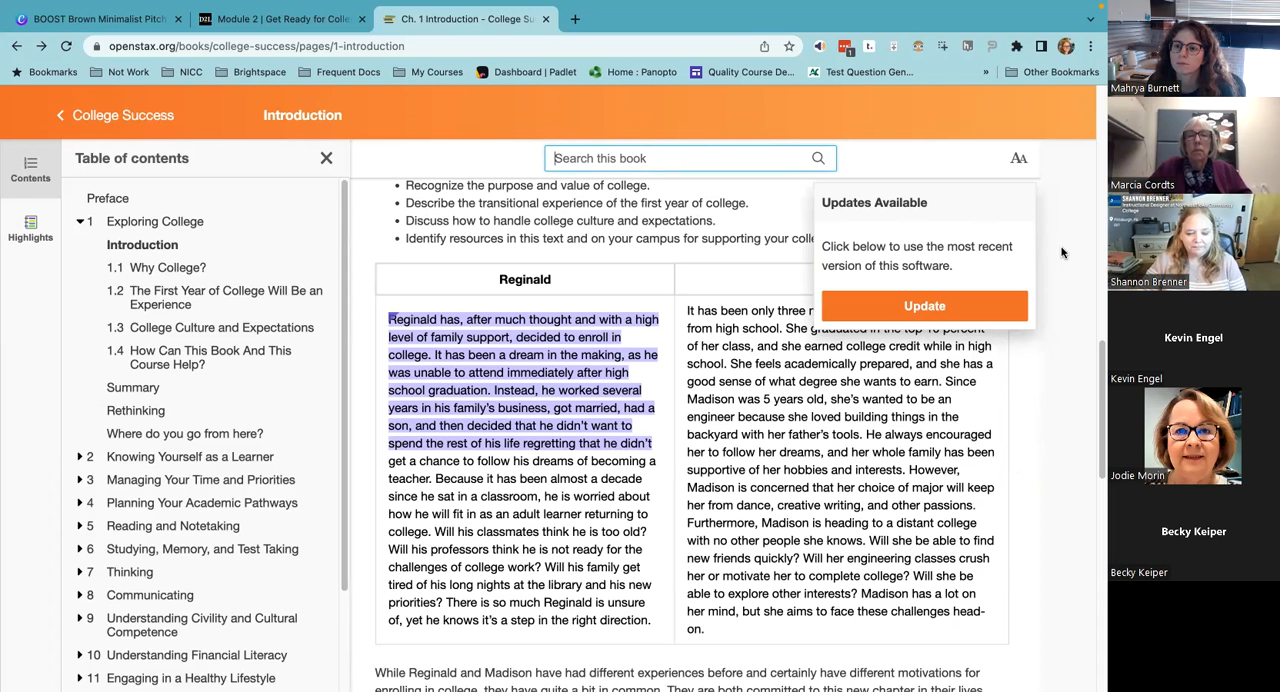 BOOST Brown Minimalist Pitch
D2L
Module 2 | Get Ready for Colle
Ch. 1 Introduction - College Su
openstax.org/books/college-success/pages/1-introduction
1
Bookmarks
Not Work
NICC
Brightspace
Frequent Docs
My Courses
Dashboard | Padlet
Home : Panopto
Quality Course De...
Test Question Gen...
»
Other Bookmarks
College Success
Introduction
Contents
Highlights
Table of contents
Preface
1 Exploring College
Introduction
1.1 Why College?
1.2 The First Year of College Will Be an
Experience
1.3 College Culture and Expectations
1.4 How Can This Book And This
Course Help?
Summary
Rethinking
Where do you go from here?
2 Knowing Yourself as a Learner
3 Managing Your Time and Priorities
4 Planning Your Academic Pathways
5 Reading and Notetaking
6 Studying, Memory, and Test Taking
7 Thinking
8 Communicating
9 Understanding Civility and Cultural
Competence
10 Understanding Financial Literacy
11 Engaging in a Healthy Lifestyle
Search this book
AA
• Recognize the purpose and value of college.
• Describe the transitional experience of the first year of college.
• Discuss how to handle college culture and expectations.
• Identify resources in this text and on your campus for supporting your colle
Updates Available
Click below to use the most recent
version of this software.
Update
Reginald
Reginald has, after much thought and with a high
level of family support, decided to enroll in
college. It has been a dream in the making, as he
was unable to attend immediately after high
school graduation. Instead, he worked several
years in his family's business, got married, had a
son, and then decided that he didn't want to
spend the rest of his life regretting that he didn't
get a chance to follow his dreams of becoming a
teacher. Because it has been almost a decade
since he sat in a classroom, he is worried about
how he will fit in as an adult learner returning to
college. Will his classmates think he is too old?
Will his professors think he is not ready for the
challenges of college work? Will his family get
tired of his long nights at the library and his new
priorities? There is so much Reginald is unsure
of, yet he knows it's a step in the right direction.
It has been only three
from high school. She graduated in the top 10 percent
of her class, and she earned college credit while in high
school. She feels academically prepared, and she has a
good sense of what degree she wants to earn. Since
Madison was 5 years old, she's wanted to be an
engineer because she loved building things in the
backyard with her father's tools. He always encouraged
her to follow her dreams, and her whole family has been
supportive of her hobbies and interests. However,
Madison is concerned that her choice of major will keep
her from dance, creative writing, and other passions.
Furthermore, Madison is heading to a distant college
with no other people she knows. Will she be able to find
new friends quickly? Will her engineering classes crush
her or motivate her to complete college? Will she be
able to explore other interests? Madison has a lot on
her mind, but she aims to face these challenges head-
on.
While Reginald and Madison have had different experiences before and certainly have different motivations for
enrolling in college, they have quite a bit in common. They are both committed to this new chapter in their lives
Mahrya Burnett
Marcia Cordts
SHANNON BRENNER
Shannon Brenner
Kevin Engel
Kevin Engel
Jodie Morin
Becky Keiper
Becky Keiper